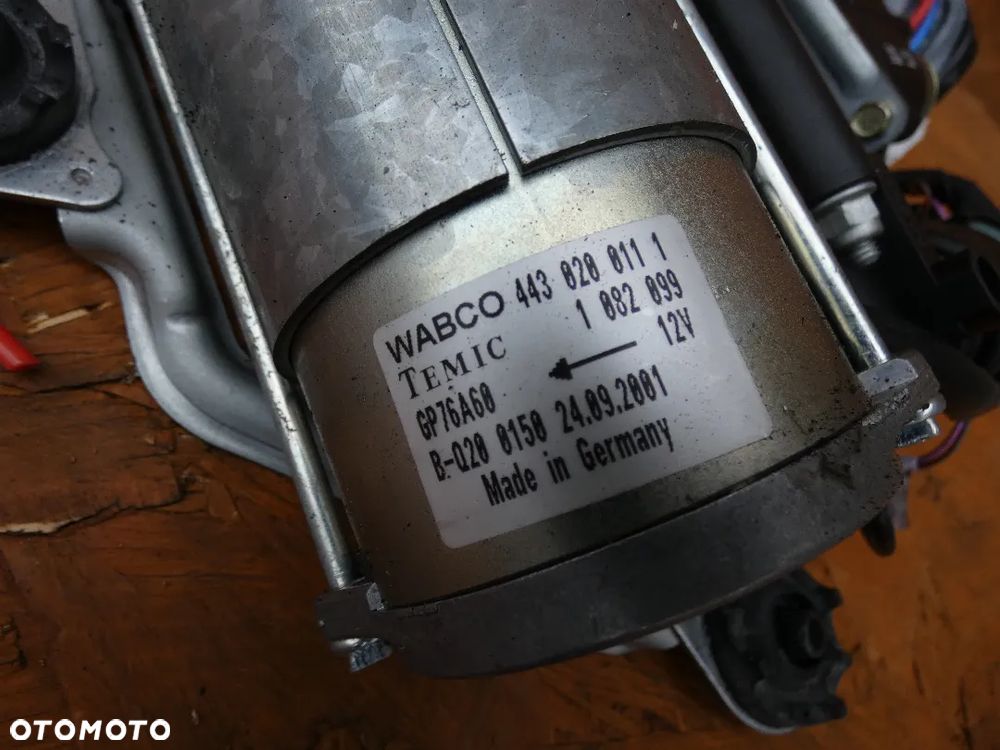 WABCO 443 020 011 1
TEMIC 1 082 099
GP76A60 12V
B-Q20 0150 24.09.2001
Made in Germany
OTOMOTO